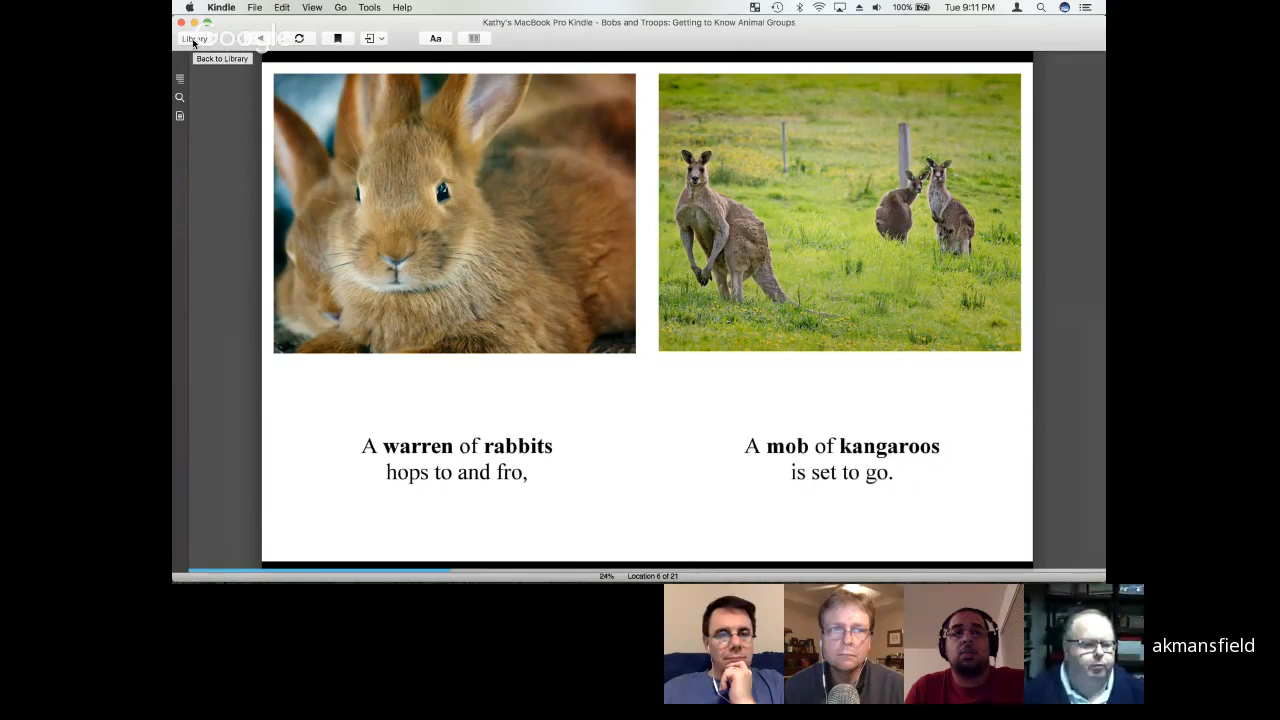 Kindle File Edit View Go Tools Help
100% Tue 9:11 PM
Kathy's MacBook Pro Kindle - Bobs and Troops: Getting to Know Animal Groups
Library
Google
Aa
Back to Library
A warren of rabbits
hops to and fro,
A mob of kangaroos
is set to go.
24% Location 6 of 21
akmansfield